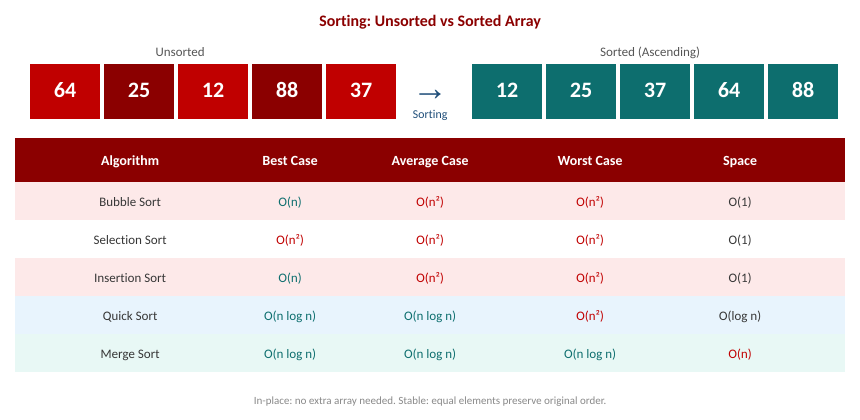 Sorting: Unsorted vs Sorted Array
Unsorted
Sorted (Ascending)
64 25 12 88 37 → 12 25 37 64 88
Sorting
Algorithm Best Case Average Case Worst Case Space
Bubble Sort O(n) O(n²) O(n²) O(1)
Selection Sort O(n²) O(n²) O(n²) O(1)
Insertion Sort O(n) O(n²) O(n²) O(1)
Quick Sort O(n log n) O(n log n) O(n²) O(log n)
Merge Sort O(n log n) O(n log n) O(n log n) O(n)
In-place: no extra array needed. Stable: equal elements preserve original order.